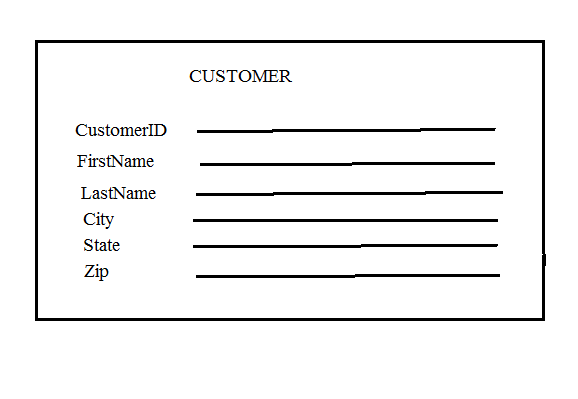 CUSTOMER
CustomerID
FirstName
LastName
City
State
Zip